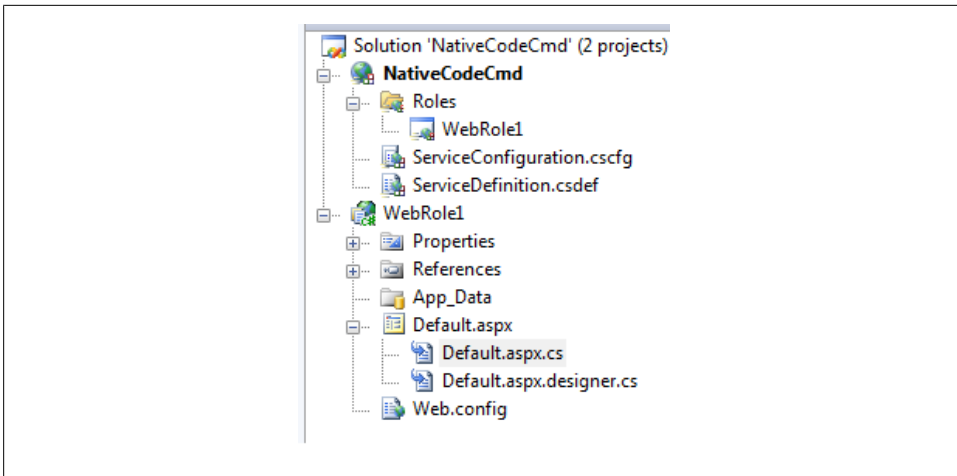 Solution 'NativeCodeCmd' (2 projects)
NativeCodeCmd
Roles
WebRole1
ServiceConfiguration.cscfg
ServiceDefinition.csdef
WebRole1
Properties
References
App_Data
Default.aspx
Default.aspx.cs
Default.aspx.designer.cs
Web.config